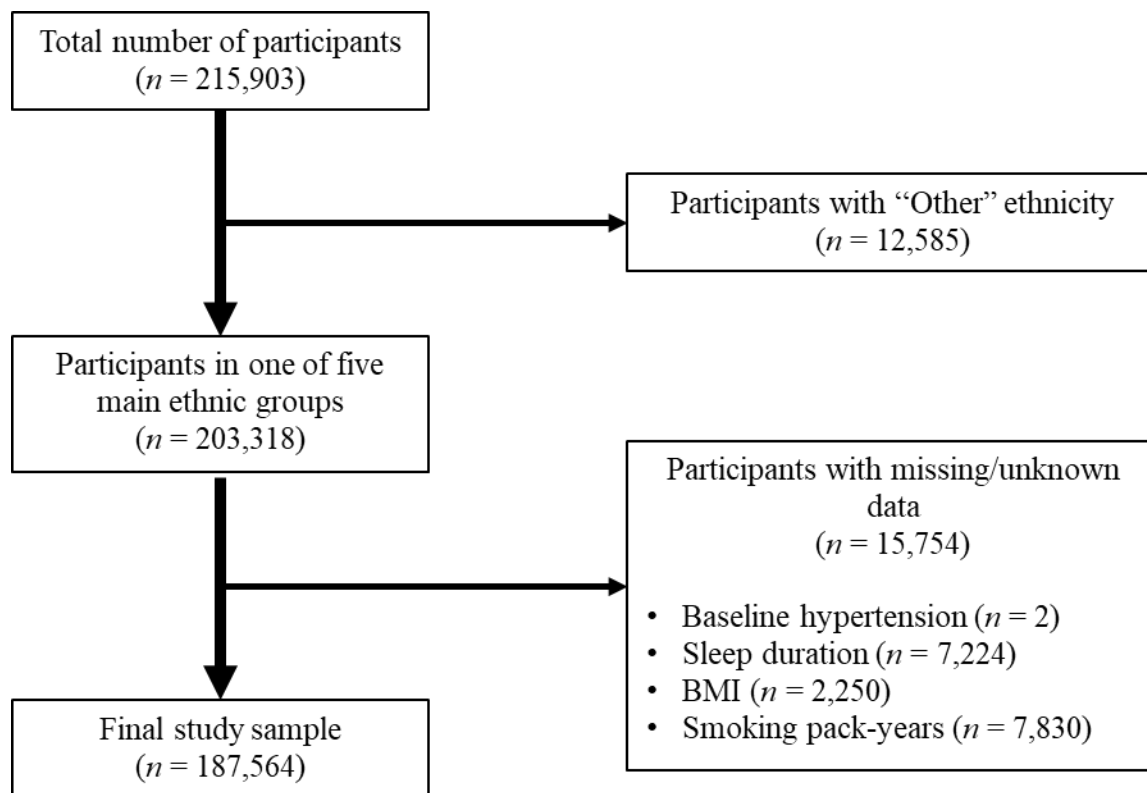 Total number of participants
(n = 215,903)
Participants with “Other” ethnicity
(n = 12,585)
Participants in one of five
main ethnic groups
(n = 203,318)
Participants with missing/unknown
data
(n = 15,754)
• Baseline hypertension (n = 2)
• Sleep duration (n = 7,224)
• BMI (n = 2,250)
• Smoking pack-years (n = 7,830)
Final study sample
(n = 187,564)